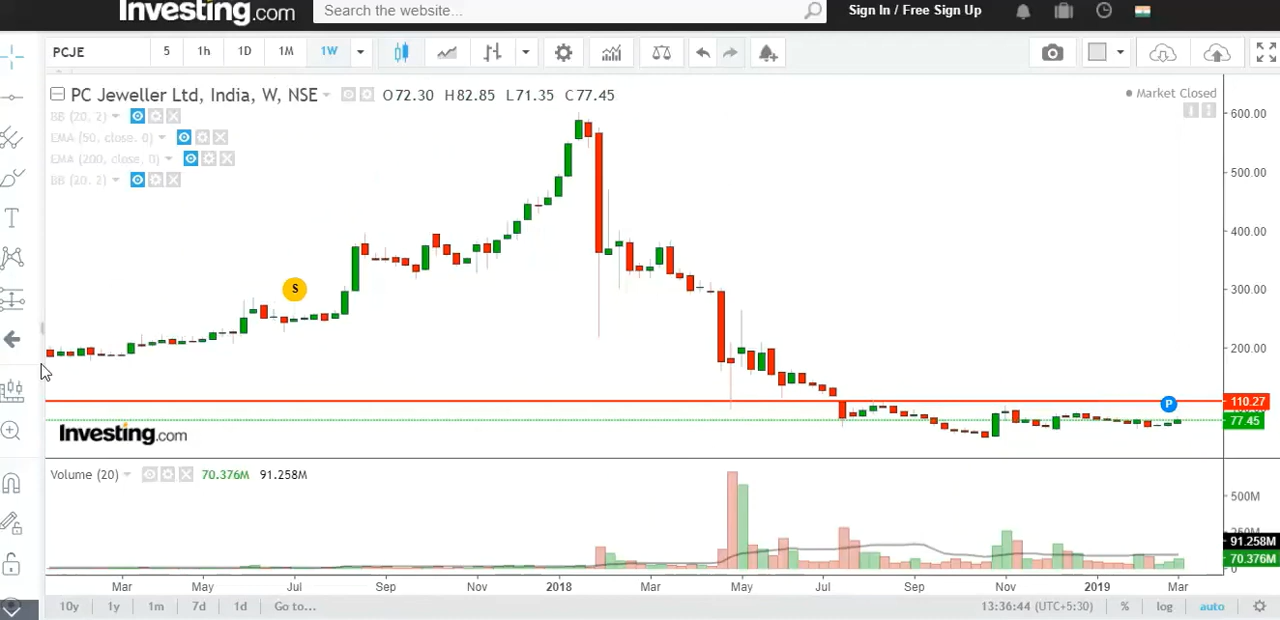 Investing.com
Search the website...
Sign In / Free Sign Up
PCJE
5
1h
1D
1M
1W
PC Jeweller Ltd, India, W, NSE
O72.30 H82.85 L71.35 C77.45
Market Closed
BB (20, 2)
EMA (50, close, 0)
EMA (200, close, 0)
BB (20, 2)
S
P
600.00
500.00
400.00
300.00
200.00
110.27
77.45
Investing.com
Volume (20)
70.376M
91.258M
500M
91.258M
70.376M
0
Mar
May
Jul
Sep
Nov
2018
Mar
May
Jul
Sep
Nov
2019
Mar
10y
1y
1m
7d
1d
Go to...
13:36:44 (UTC+5:30)
%
log
auto